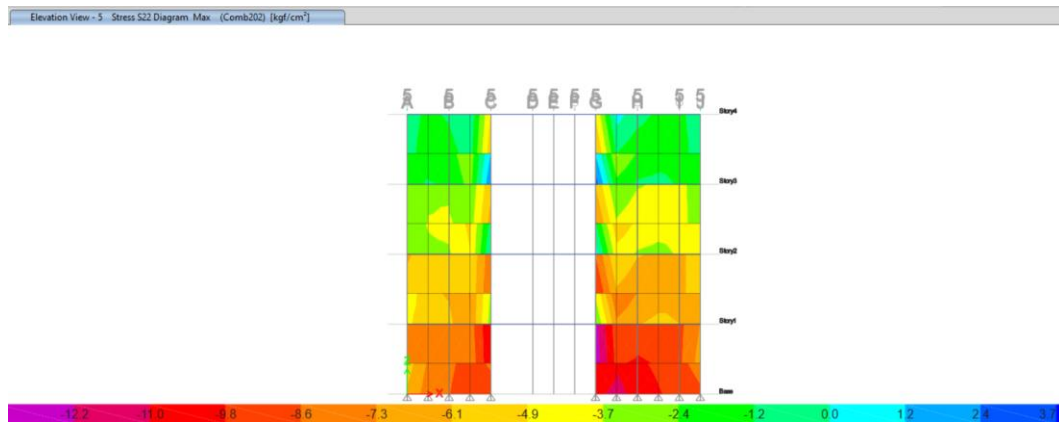 Elevation View - 5 Stress S22 Diagram Max (Comb202) [kgf/cm²]
5 5 5 5 5 5 5 5 5 5
A B C D E F G H I J
Story4
Story3
Story2
Story1
Base
X
-12.2 -11.0 -9.8 -8.6 -7.3 -6.1 -4.9 -3.7 -2.4 -1.2 0.0 1.2 2.4 3.7